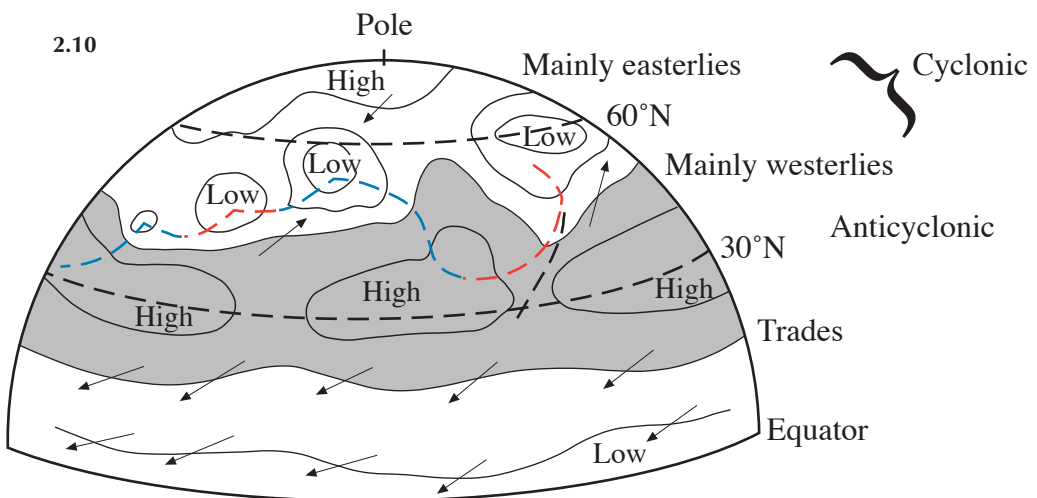 2.10
Pole
High
Mainly easterlies
Cyclonic
60°N
Low
Low
Low
Mainly westerlies
Anticyclonic
30°N
High
High
High
Trades
Equator
Low